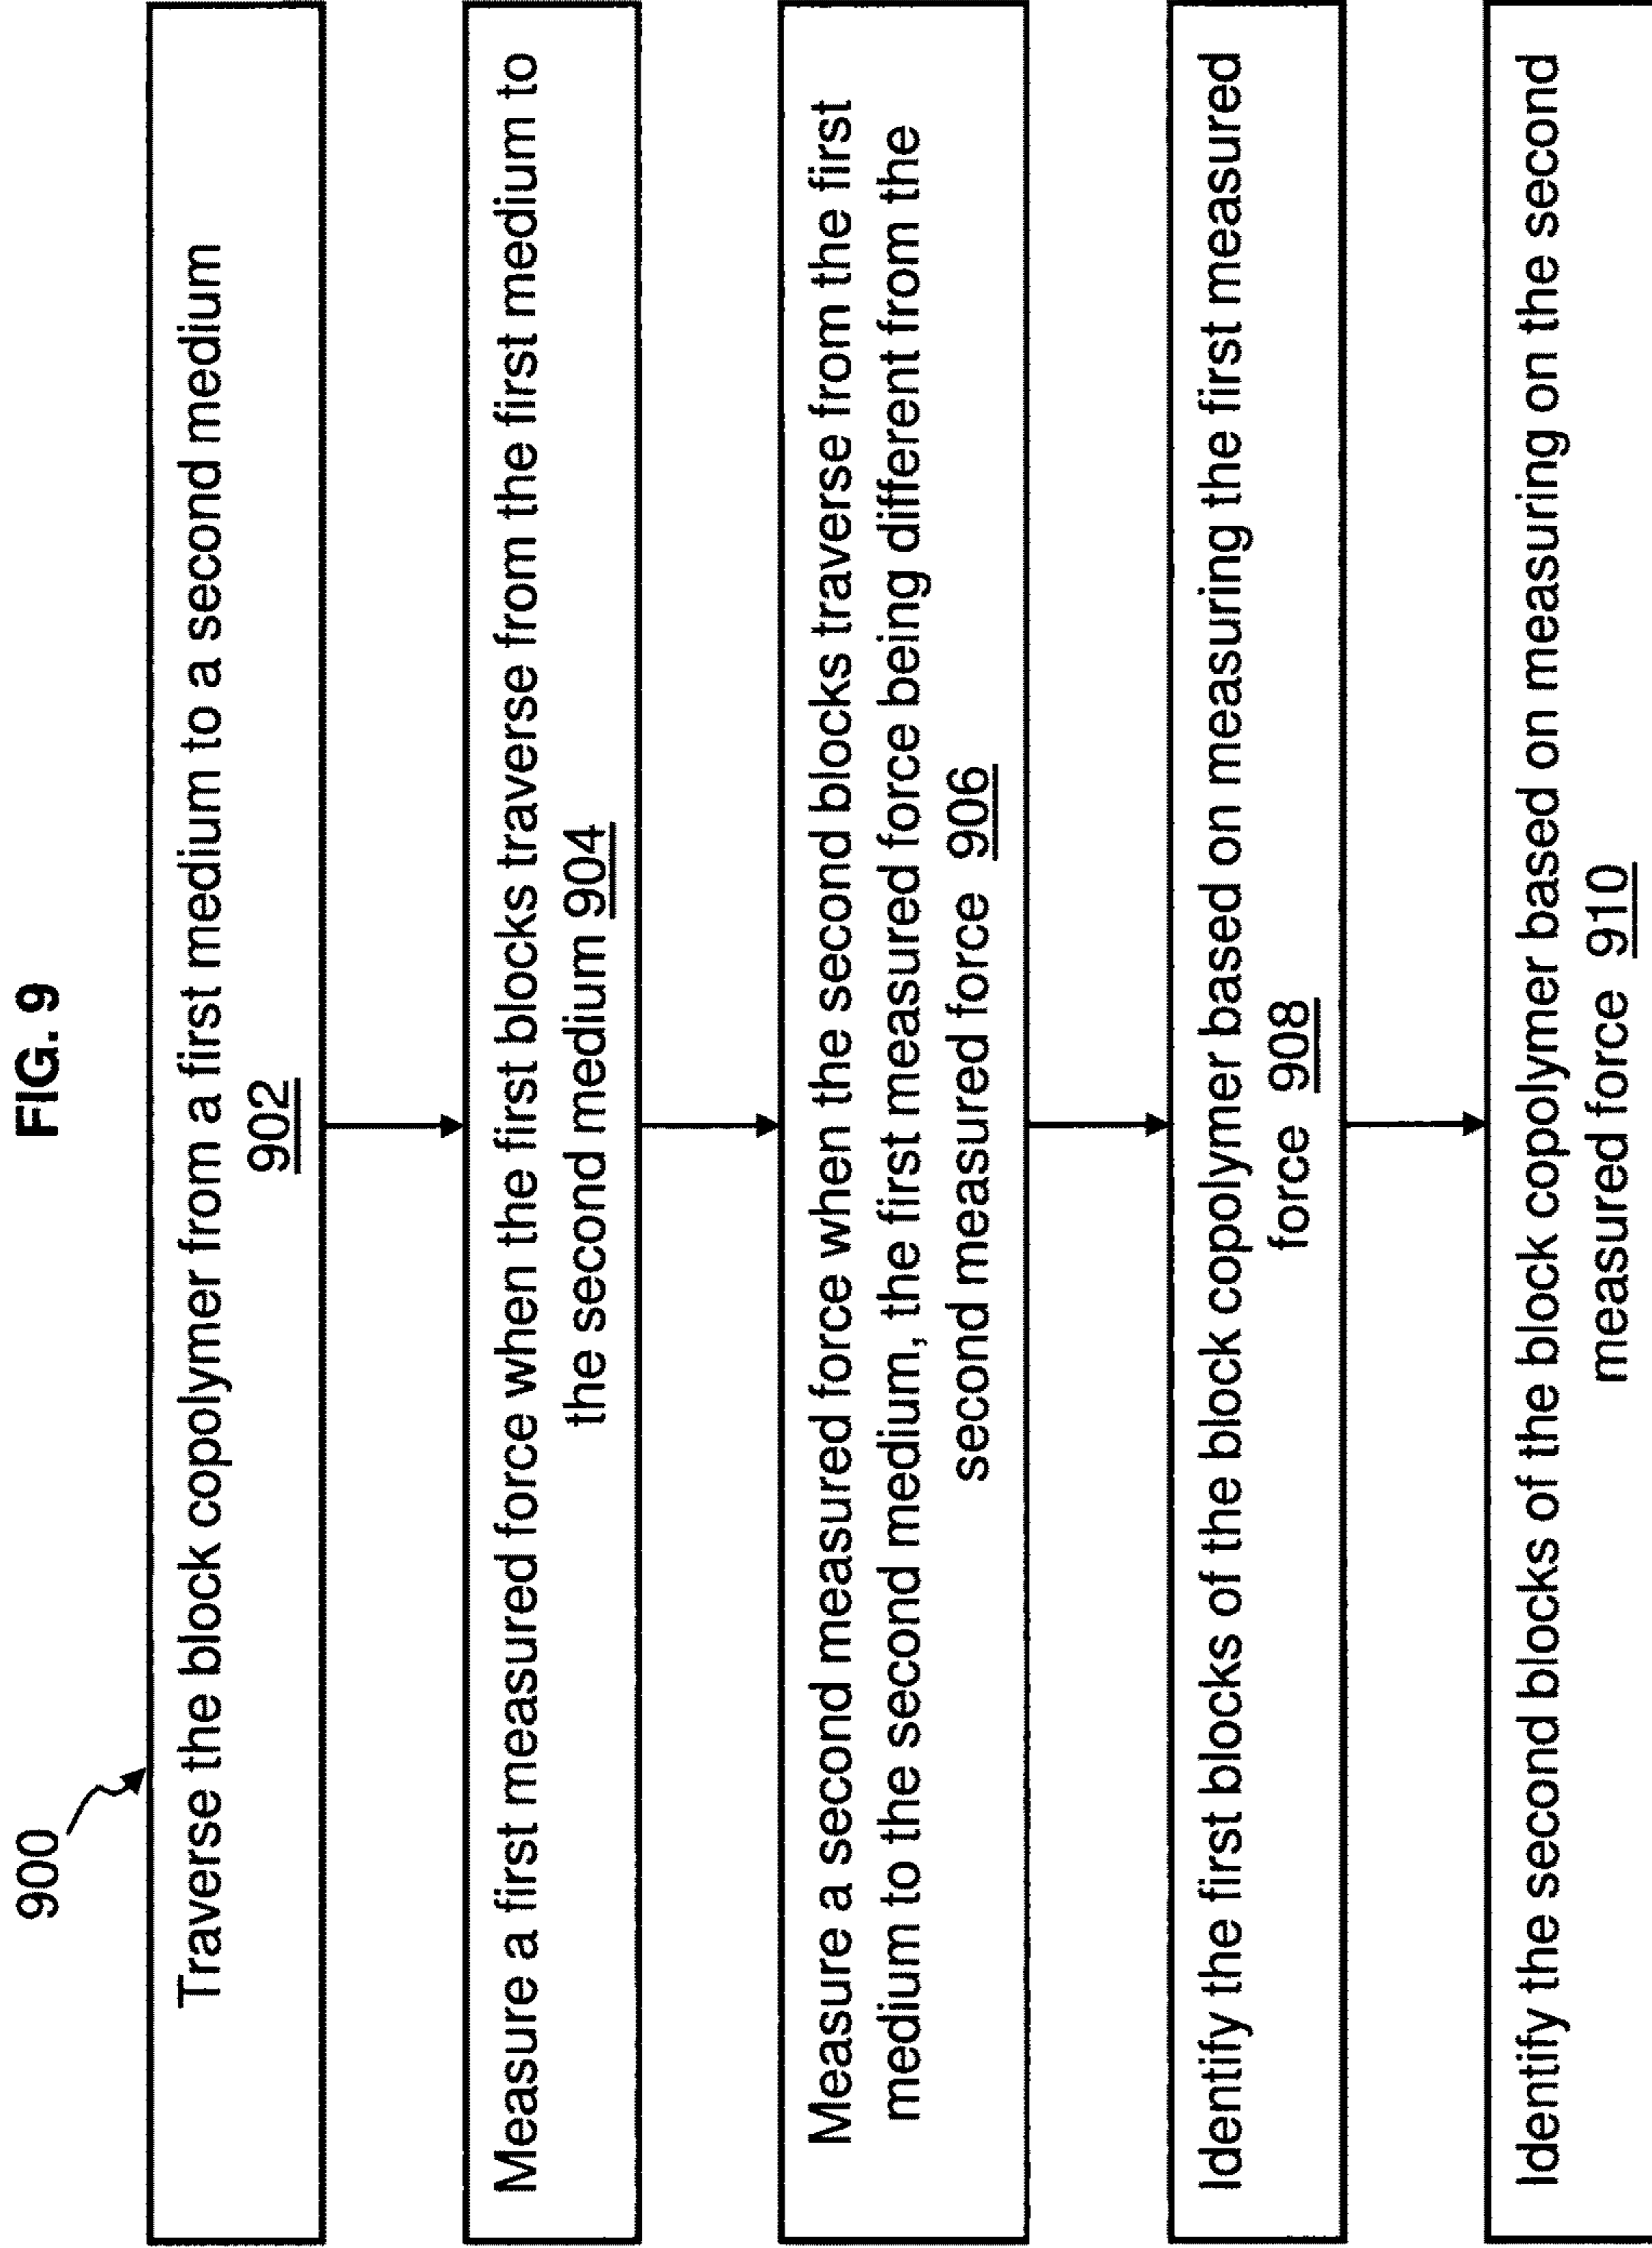 FIG. 9
900
Traverse the block copolymer from a first medium to a second medium
902
Measure a first measured force when the first blocks traverse from the first medium to
the second medium 904
Measure a second measured force when the second blocks traverse from the first
medium to the second medium, the first measured force being different from the
second measured force 906
Identify the first blocks of the block copolymer based on measuring the first measured
force 908
Identify the second blocks of the block copolymer based on measuring on the second
measured force 910